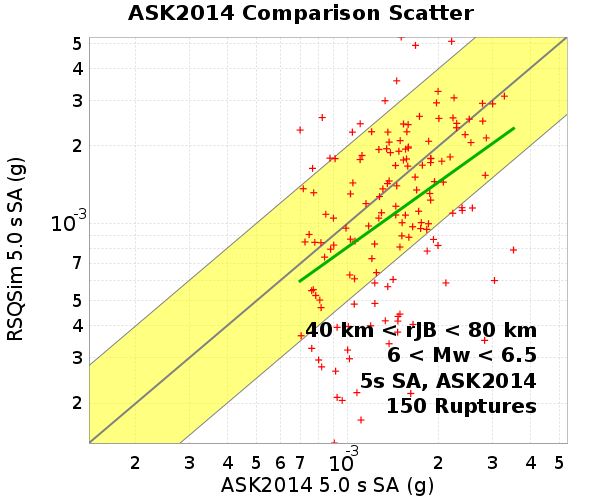 ASK2014 Comparison Scatter
RSQSim 5.0 s SA (g)
5
4
3
2
10-3
7
5
4
3
2
40 km < rJB < 80 km
6 < Mw < 6.5
5s SA, ASK2014
150 Ruptures
2 3 4 5 6 7 10-3 2 3 4 5
ASK2014 5.0 s SA (g)